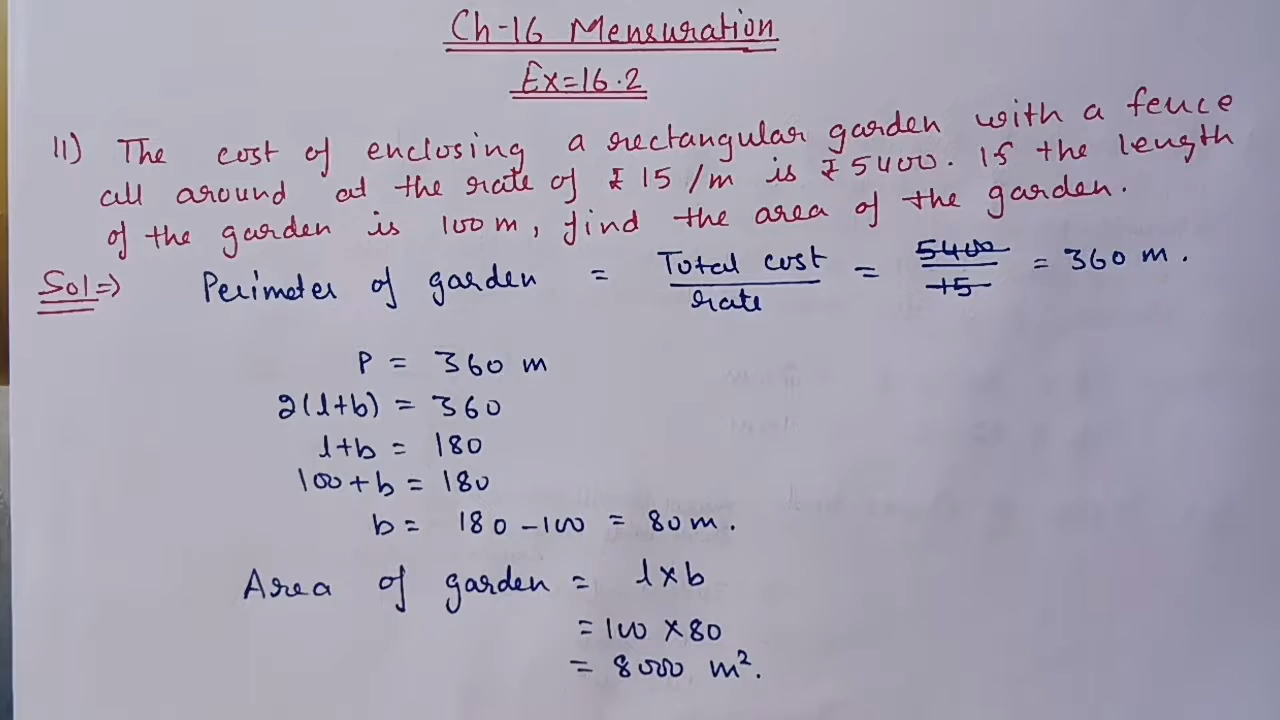 Ch-16 Mensuration
Ex=16.2
11) The cost of enclosing a rectangular garden with a fence
all around at the rate of ₹15/m is ₹5400. If the length
of the garden is 100m, find the area of the garden.
Sol⇒ Perimeter of garden = Total cost/rate = 5400/15 = 360 m.
P = 360 m
2(l+b) = 360
l+b = 180
100+b = 180
b = 180-100 = 80m.
Area of garden = l×b
= 100 × 80
= 8000 m².